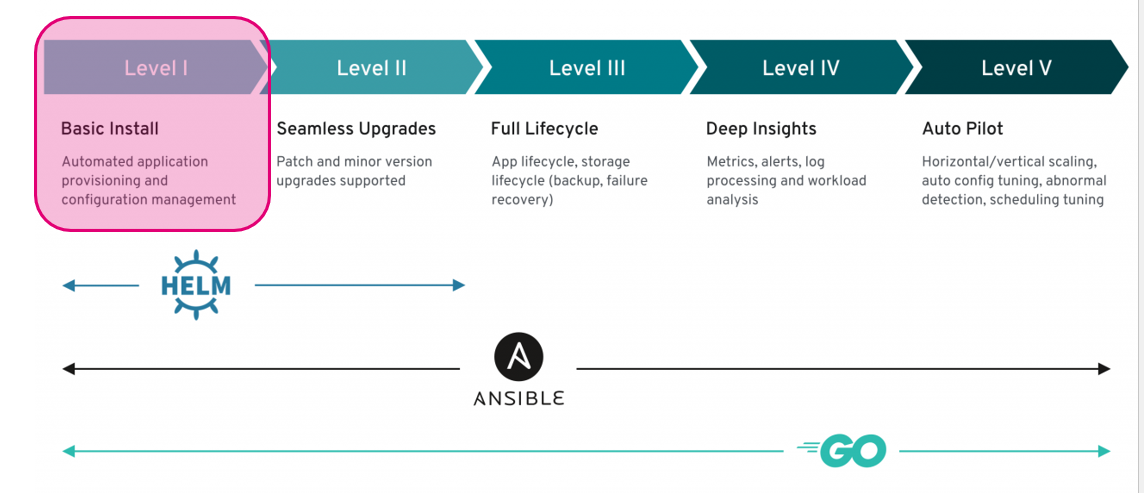 Level I
Level II
Level III
Level IV
Level V
Basic Install
Automated application
provisioning and
configuration management
Seamless Upgrades
Patch and minor version
upgrades supported
Full Lifecycle
App lifecycle, storage
lifecycle (backup, failure
recovery)
Deep Insights
Metrics, alerts, log
processing and workload
analysis
Auto Pilot
Horizontal/vertical scaling,
auto config tuning, abnormal
detection, scheduling tuning
HELM
ANSIBLE
GO